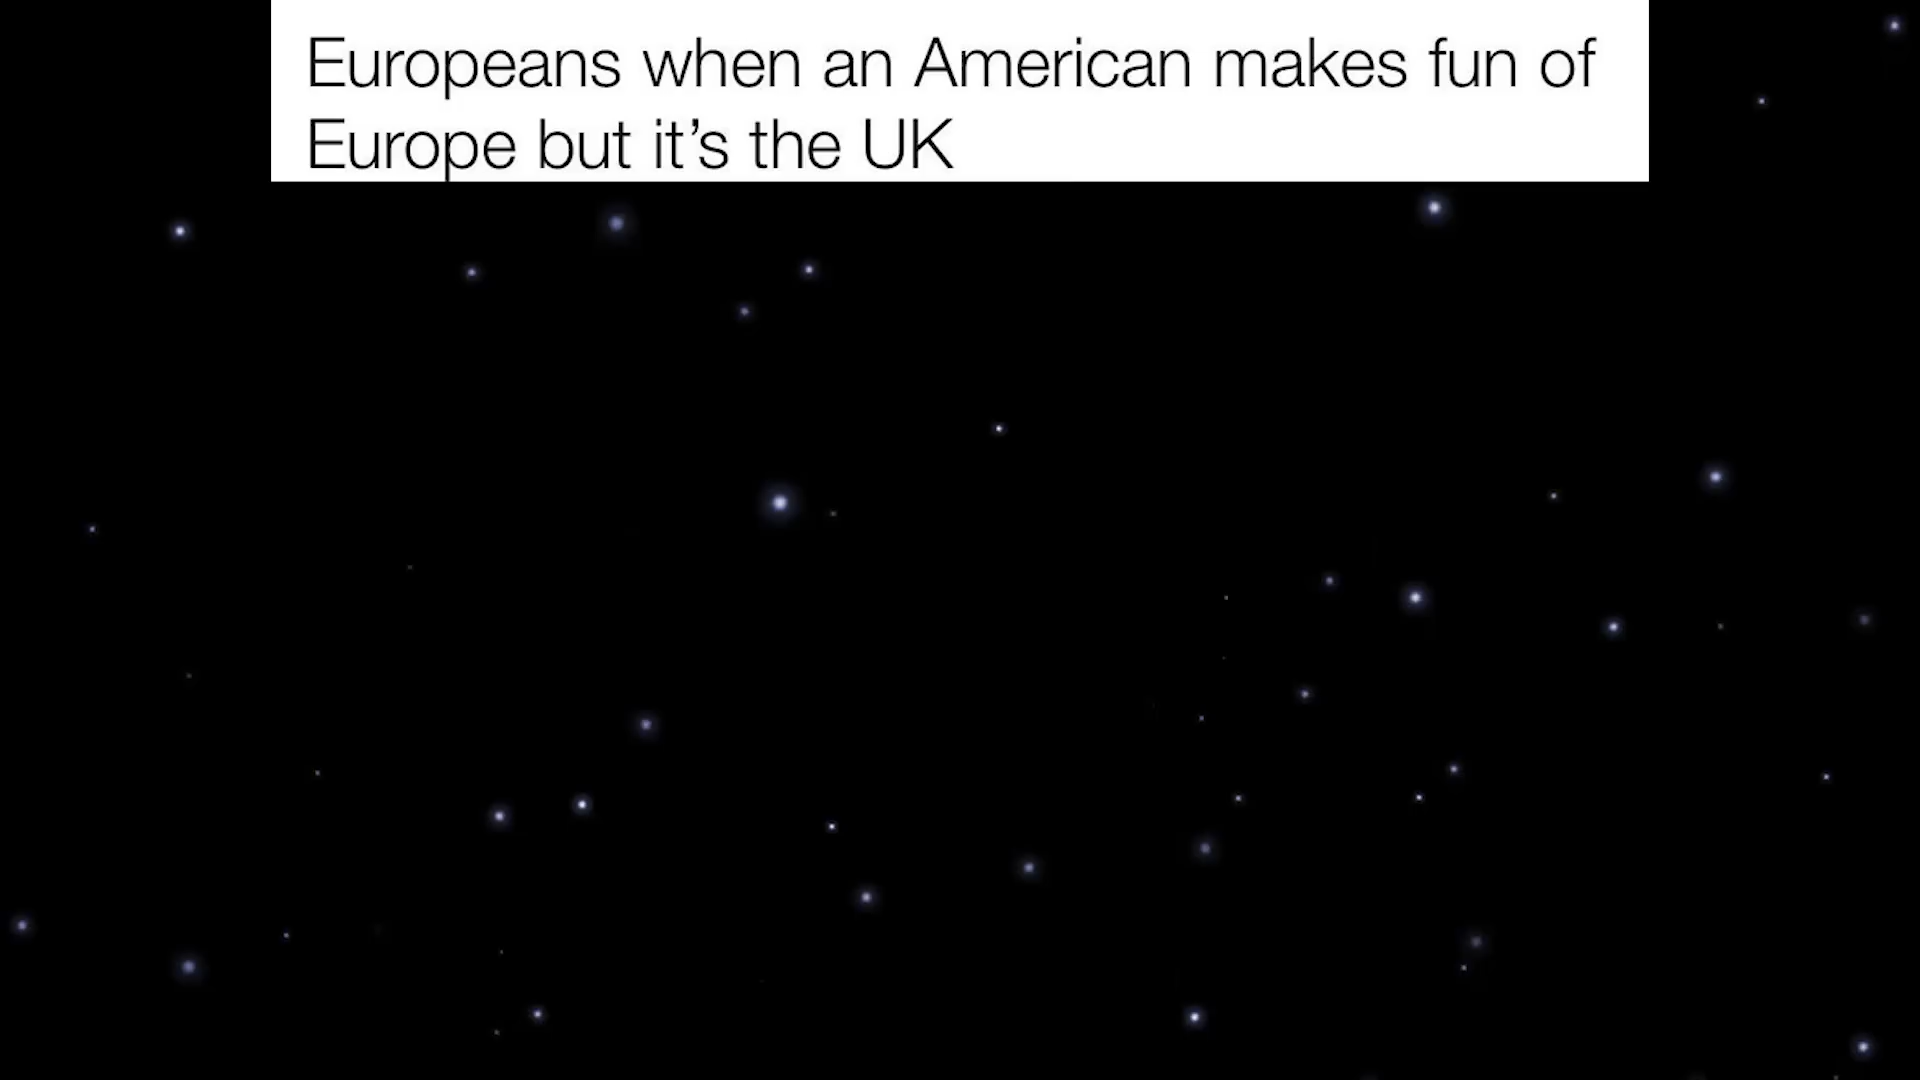 Europeans when an American makes fun of
Europe but it’s the UK